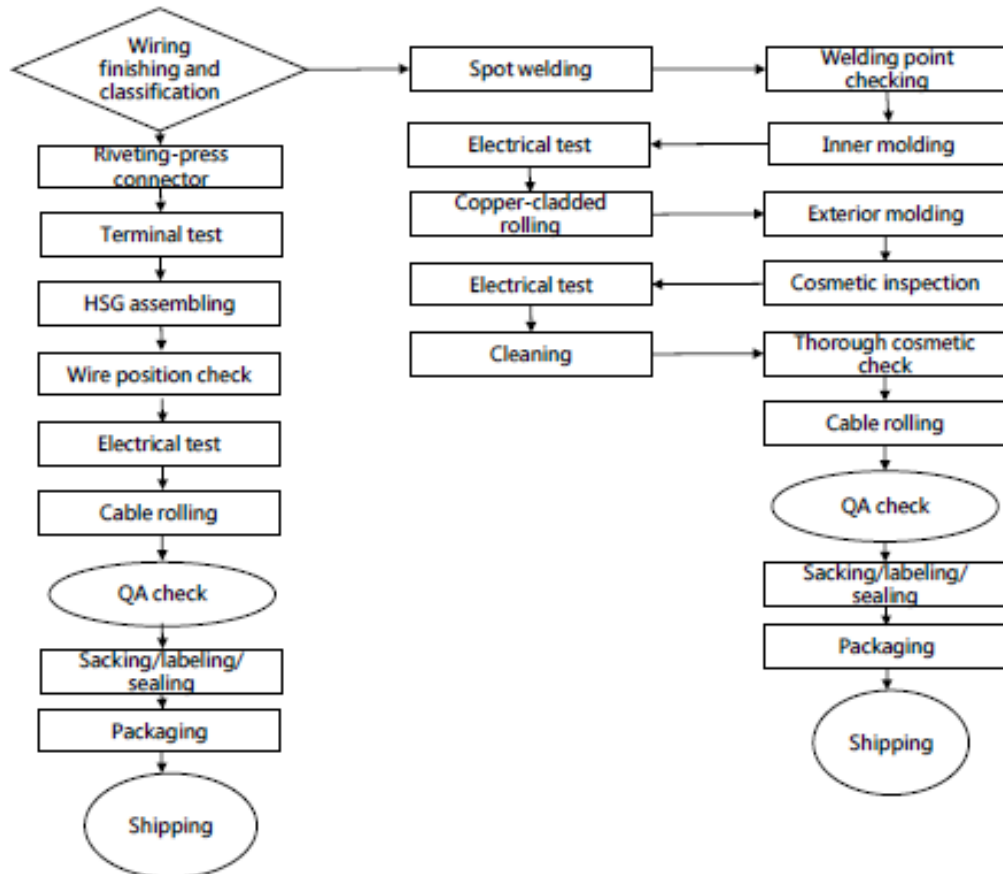 Wiring
finishing and
classification
Riveting-press
connector
Terminal test
HSG assembling
Wire position check
Electrical test
Cable rolling
QA check
Sacking/labeling/
sealing
Packaging
Shipping
Spot welding
Welding point
checking
Inner molding
Electrical test
Copper-cladded
rolling
Exterior molding
Cosmetic inspection
Electrical test
Cleaning
Thorough cosmetic
check
Cable rolling
QA check
Sacking/labeling/
sealing
Packaging
Shipping